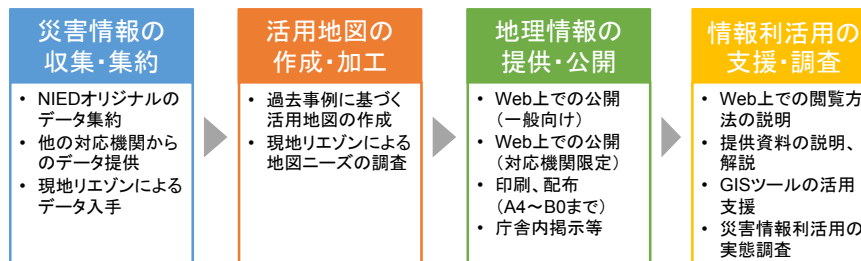 災害情報の
収集・集約
・ NIEDオリジナルの
データ集約
・ 他の対応機関から
のデータ提供
・ 現地リエゾンによる
データ入手
活用地図の
作成・加工
・ 過去事例に基づく
活用地図の作成
・ 現地リエゾンによる
地図ニーズの調査
地理情報の
提供・公開
・ Web上での公開
（一般向け）
・ Web上での公開
（対応機関限定）
・ 印刷、配布
（A4～B0まで）
・ 庁舎内掲示等
情報利活用の
支援・調査
・ Web上での閲覧方
法の説明
・ 提供資料の説明、
解説
・ GISツールの活用
支援
・ 災害情報利活用の
実態調査